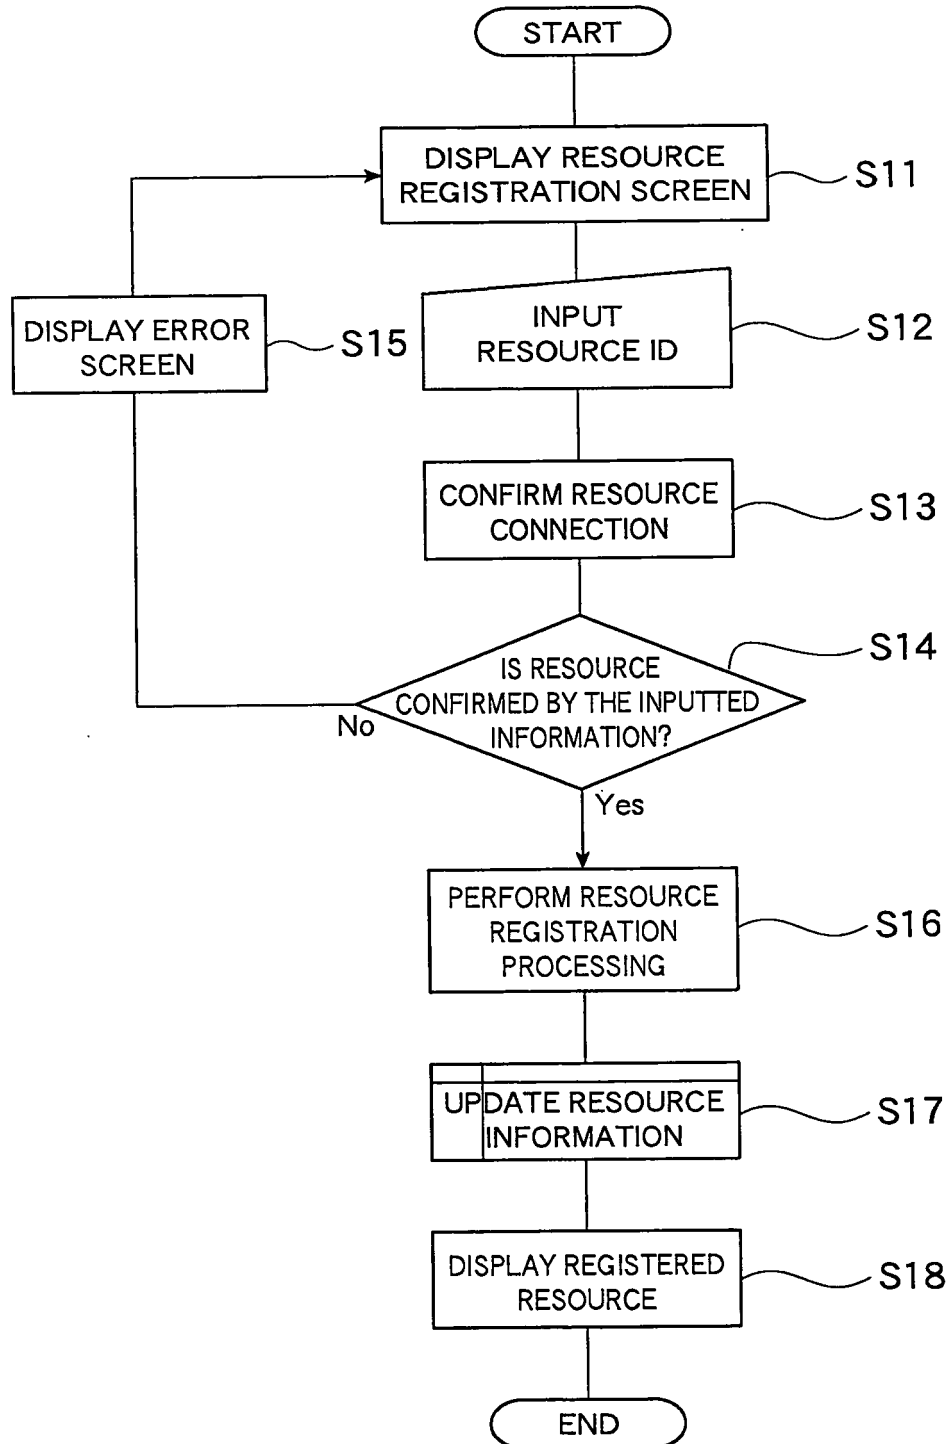 START
DISPLAY RESOURCE
REGISTRATION SCREEN
S11
INPUT
RESOURCE ID
S12
DISPLAY ERROR
SCREEN
S15
CONFIRM RESOURCE
CONNECTION
S13
IS RESOURCE
CONFIRMED BY THE INPUTTED
INFORMATION?
S14
No
Yes
PERFORM RESOURCE
REGISTRATION
PROCESSING
S16
UPDATE RESOURCE
INFORMATION
S17
DISPLAY REGISTERED
RESOURCE
S18
END